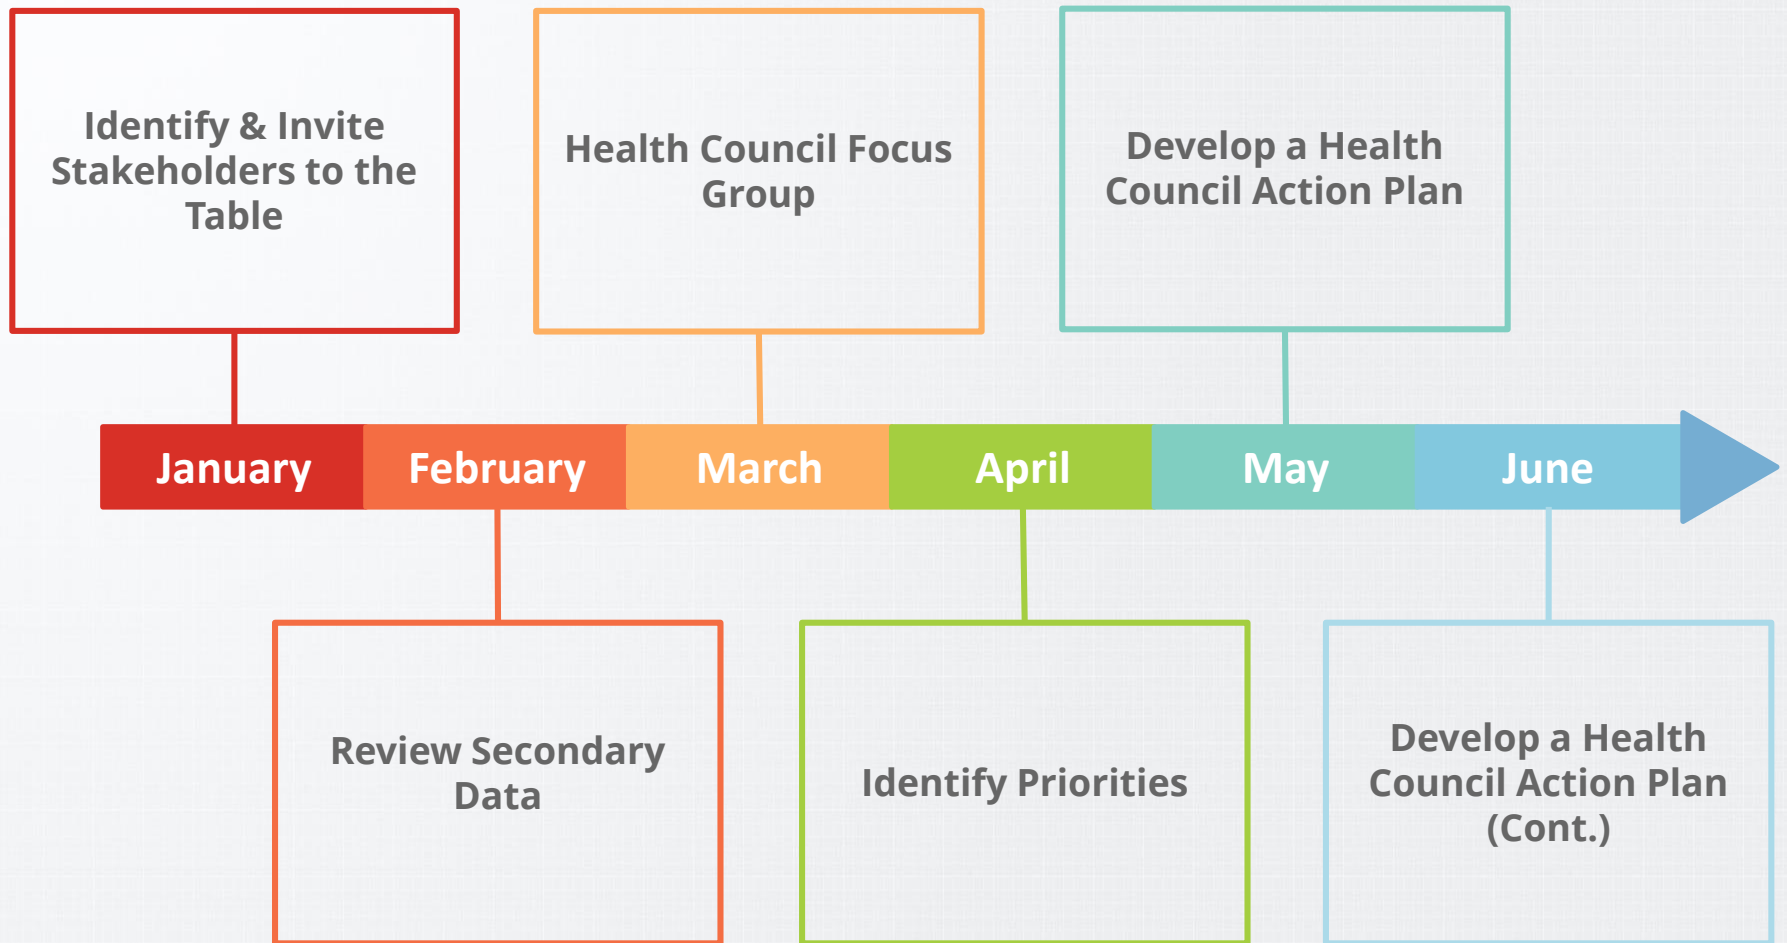 Identify & Invite
Stakeholders to the
Table
Health Council Focus
Group
Develop a Health
Council Action Plan
January
February
March
April
May
June
Review Secondary
Data
Identify Priorities
Develop a Health
Council Action Plan
(Cont.)